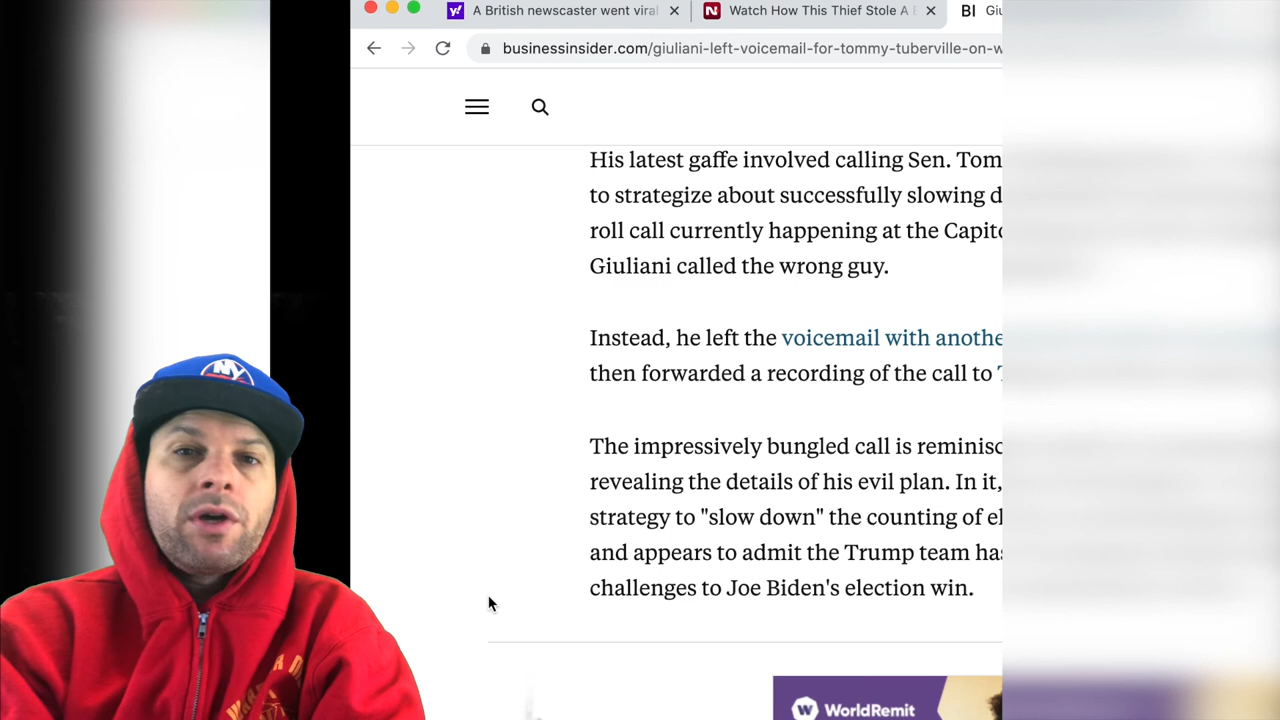 A British newscaster went viral
Watch How This Thief Stole A
BI
businessinsider.com/giuliani-left-voicemail-for-tommy-tuberville-on-w
His latest gaffe involved calling Sen. Tom
to strategize about successfully slowing d
roll call currently happening at the Capito
Giuliani called the wrong guy.
Instead, he left the voicemail with anothe
then forwarded a recording of the call to
The impressively bungled call is reminisc
revealing the details of his evil plan. In it,
strategy to "slow down" the counting of el
and appears to admit the Trump team has
challenges to Joe Biden's election win.
WorldRemit
NY